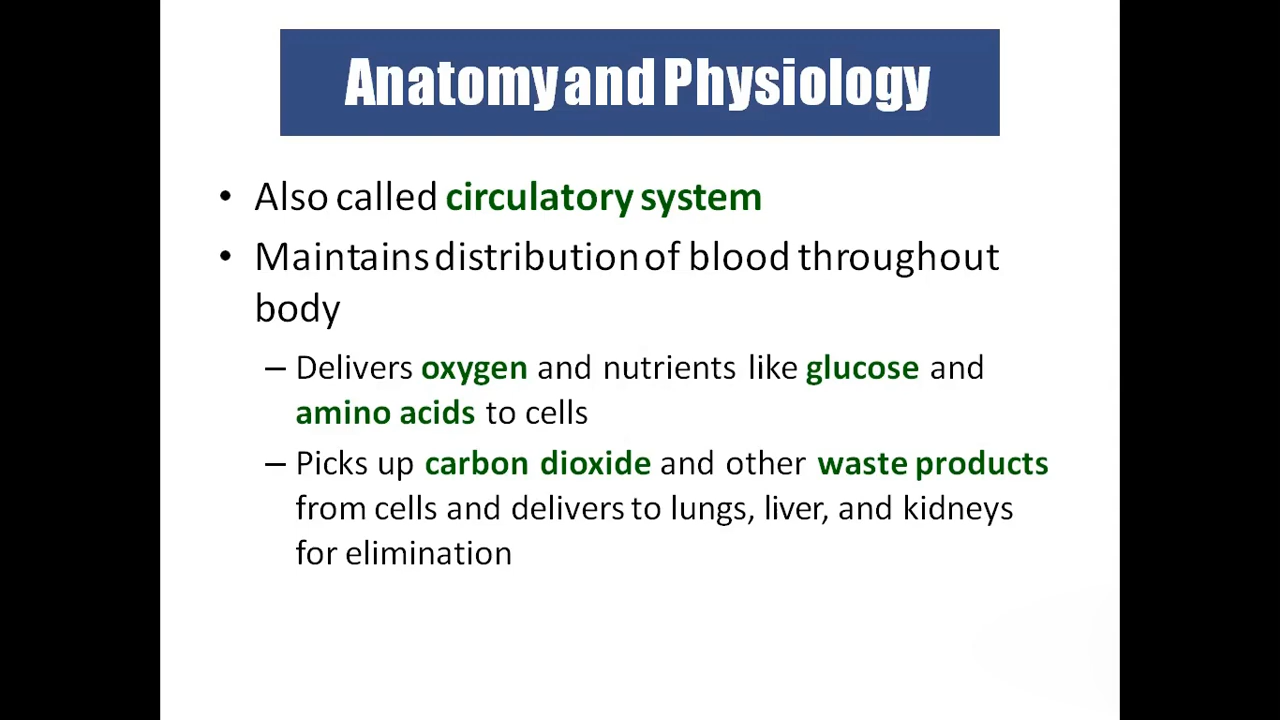 Anatomy and Physiology
• Also called circulatory system
• Maintains distribution of blood throughout
body
– Delivers oxygen and nutrients like glucose and
amino acids to cells
– Picks up carbon dioxide and other waste products
from cells and delivers to lungs, liver, and kidneys
for elimination